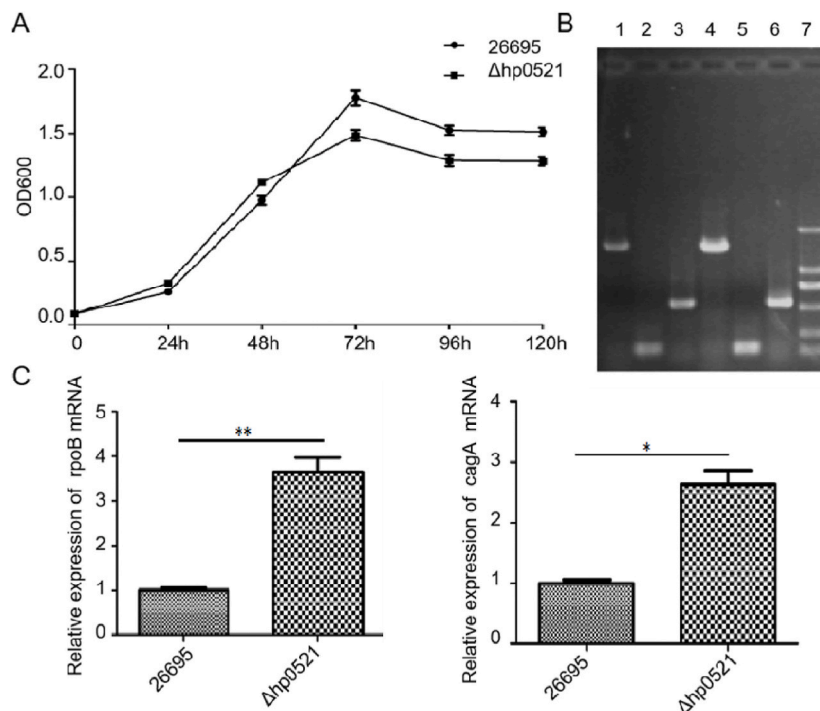 A
26695
Δhp0521
2.0
1.5
1.0
0.5
0.0
OD600
0 24h 48h 72h 96h 120h
B
1 2 3 4 5 6 7
C
Relative expression of rpoB mRNA
5
4
3
2
1
0
**
26695 Δhp0521
Relative expression of cagA mRNA
4
3
2
1
0
*
26695 Δhp0521